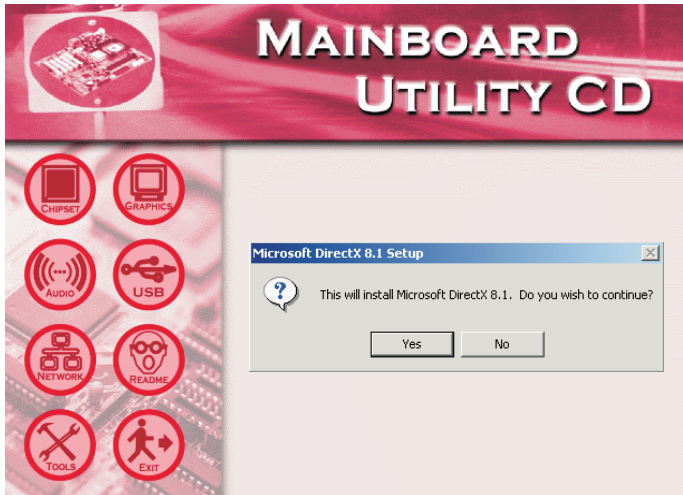 MAINBOARD
UTILITY CD
CHIPSET
GRAPHICS
AUDIO
USB
NETWORK
README
TOOLS
EXIT
Microsoft DirectX 8.1 Setup
This will install Microsoft DirectX 8.1. Do you wish to continue?
Yes
No